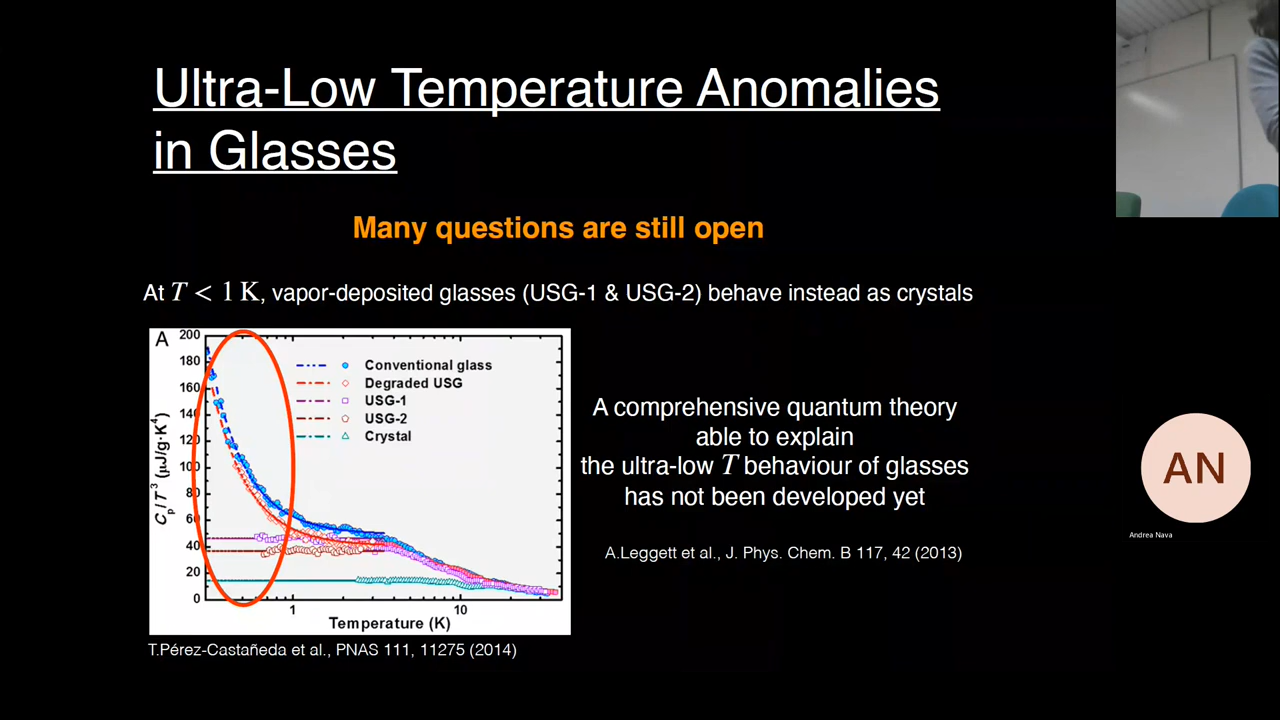 Ultra-Low Temperature Anomalies
in Glasses
Many questions are still open
At T < 1 K, vapor-deposited glasses (USG-1 & USG-2) behave instead as crystals
A
200
180
160
140
120
100
80
60
40
20
0
Cp/T³ (μJ/g·K⁴)
Conventional glass
Degraded USG
USG-1
USG-2
Crystal
1
10
Temperature (K)
T.Pérez-Castañeda et al., PNAS 111, 11275 (2014)
A comprehensive quantum theory
able to explain
the ultra-low T behaviour of glasses
has not been developed yet
A.Leggett et al., J. Phys. Chem. B 117, 42 (2013)
AN
Andrea Nava